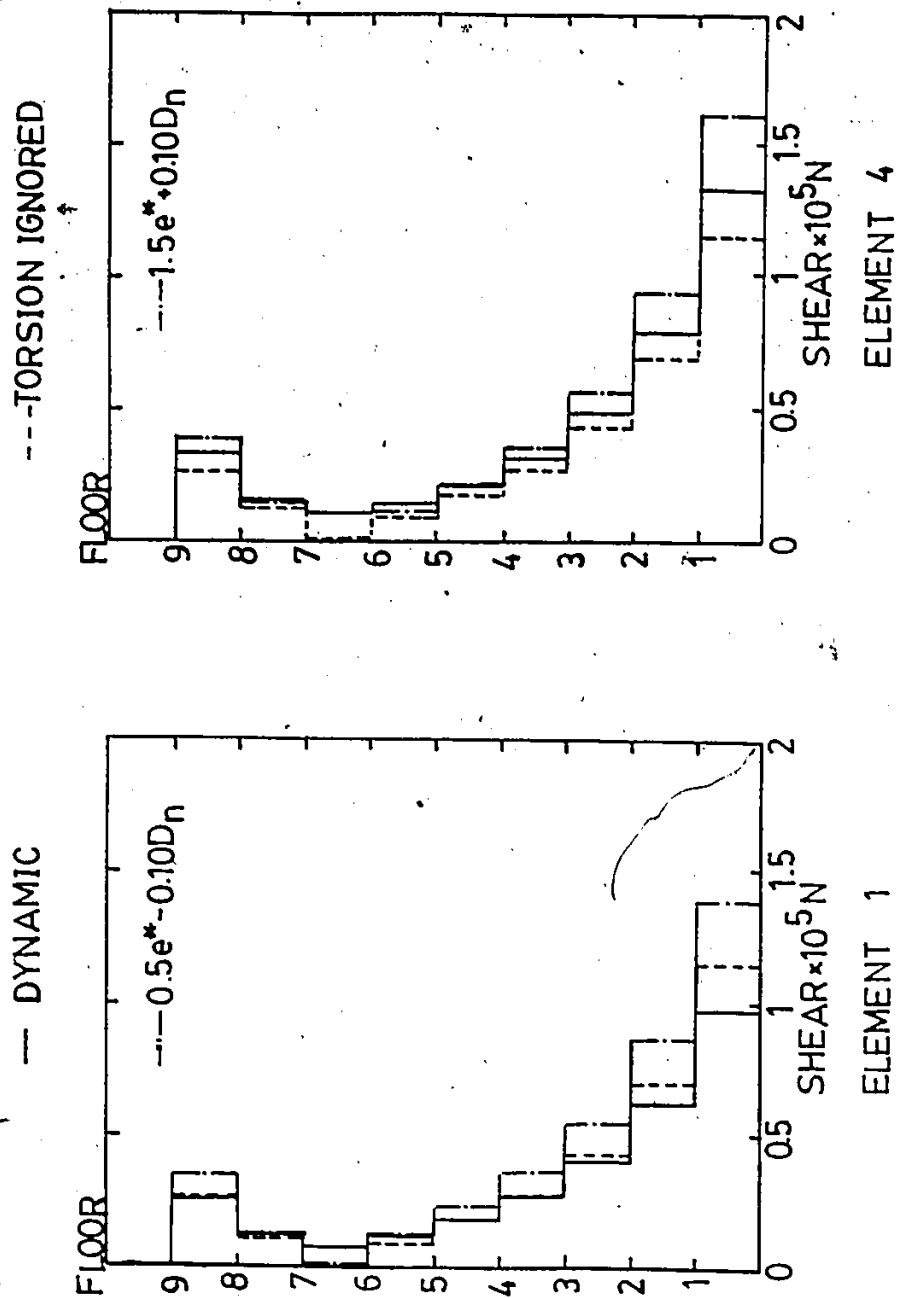 — DYNAMIC
--- TORSION IGNORED
FLOOR
9
8
7
6
5
4
3
2
1
—·—0.5e*-0.10Dn
0
0.5
1
1.5
2
SHEAR×10⁵N
ELEMENT 1
FLOOR
9
8
7
6
5
4
3
2
1
—·—1.5e*+0.10Dn
0
0.5
1
1.5
2
SHEAR×10⁵N
ELEMENT 4